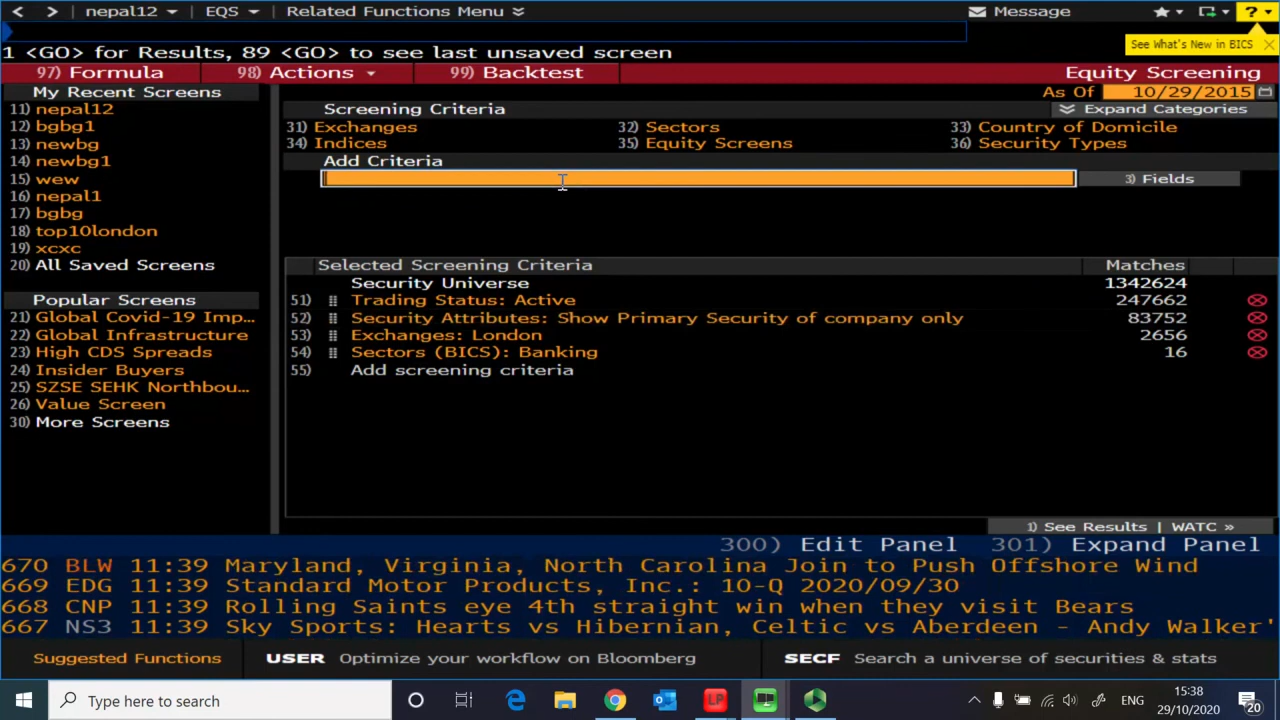 < > nepal12 EQS Related Functions Menu Message ?
See What's New in BICS
1 <GO> for Results, 89 <GO> to see last unsaved screen
97) Formula 98) Actions 99) Backtest Equity Screening
My Recent Screens As Of 10/29/2015
11) nepal12 Screening Criteria Expand Categories
12) bgbg1 31) Exchanges 32) Sectors 33) Country of Domicile
13) newbg 34) Indices 35) Equity Screens 36) Security Types
14) newbg1 Add Criteria
15) wew 3) Fields
16) nepal1
17) bgbg
18) top10london
19) xcxc
20) All Saved Screens Selected Screening Criteria Matches
Security Universe 1342624
Popular Screens 51) Trading Status: Active 247662
21) Global Covid-19 Imp... 52) Security Attributes: Show Primary Security of company only 83752
22) Global Infrastructure 53) Exchanges: London 2656
23) High CDS Spreads 54) Sectors (BICS): Banking 16
24) Insider Buyers 55) Add screening criteria
25) SZSE SEHK Northbou...
26) Value Screen
30) More Screens
1) See Results | WATC »
300) Edit Panel 301) Expand Panel
670 BLW 11:39 Maryland, Virginia, North Carolina Join to Push Offshore Wind
669 EDG 11:39 Standard Motor Products, Inc.: 10-Q 2020/09/30
668 CNP 11:39 Rolling Saints eye 4th straight win when they visit Bears
667 NS3 11:39 Sky Sports: Hearts vs Hibernian, Celtic vs Aberdeen - Andy Walker'
Suggested Functions USER Optimize your workflow on Bloomberg SECF Search a universe of securities & stats
Type here to search LP ENG 15:38
29/10/2020 20